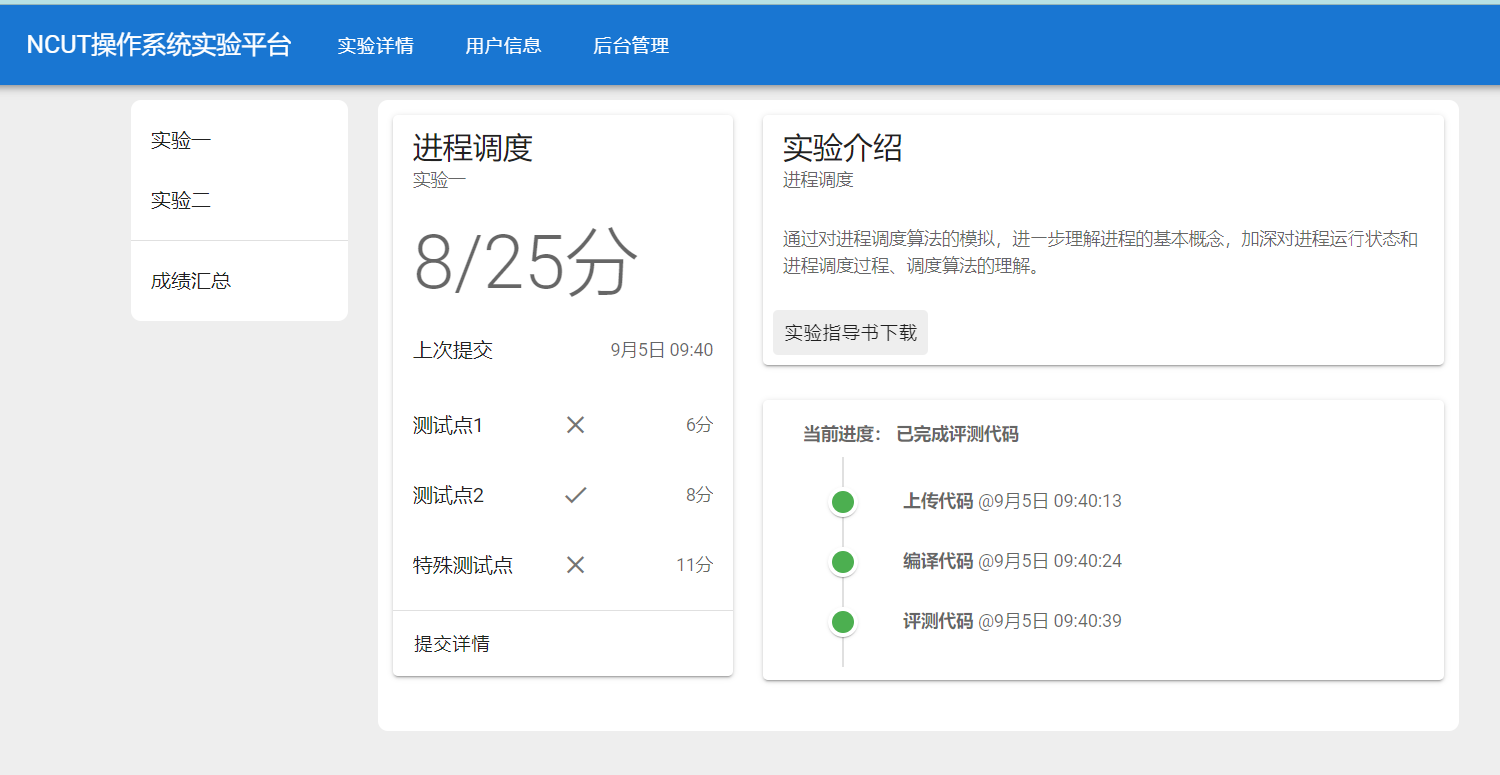 NCUT操作系统实验平台 实验详情 用户信息 后台管理
实验一
实验二
成绩汇总
进程调度
实验一
8/25分
上次提交 9月5日 09:40
测试点1 6分
测试点2 8分
特殊测试点 11分
提交详情
实验介绍
进程调度
通过对进程调度算法的模拟，进一步理解进程的基本概念，加深对进程运行状态和
进程调度过程、调度算法的理解。
实验指导书下载
当前进度： 已完成评测代码
上传代码 @9月5日 09:40:13
编译代码 @9月5日 09:40:24
评测代码 @9月5日 09:40:39